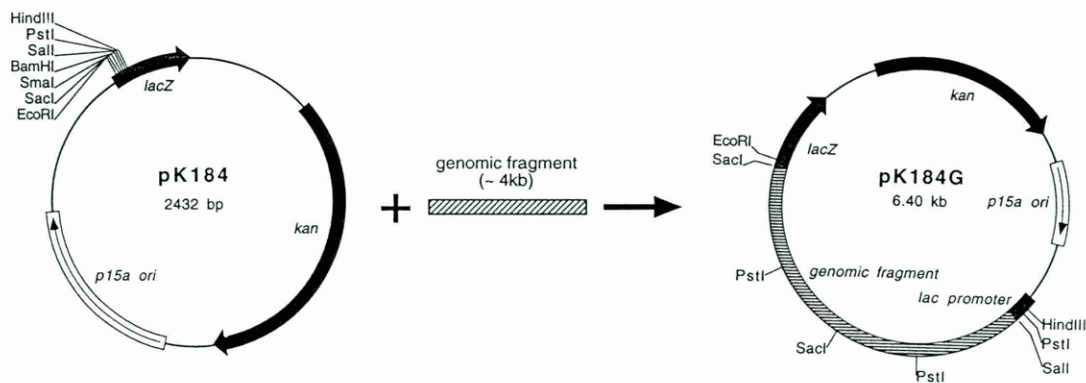 HindIII
PstI
SalI
BamHI
SmaI
SacI
EcoRI
lacZ
pK184
2432 bp
kan
p15a ori
+
genomic fragment
(~ 4kb)
kan
EcoRI
SacI
lacZ
pK184G
6.40 kb
p15a ori
PstI
genomic fragment
lac promoter
HindIII
PstI
SalI
SacI
PstI